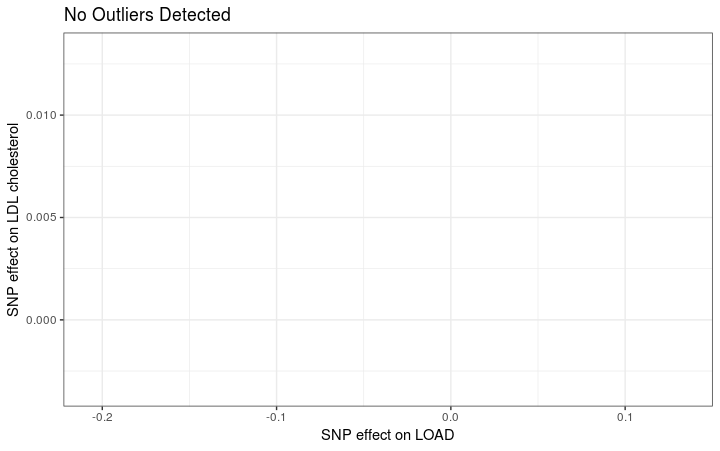 No Outliers Detected
SNP effect on LDL cholesterol
0.010
0.005
0.000
-0.2 -0.1 0.0 0.1
SNP effect on LOAD